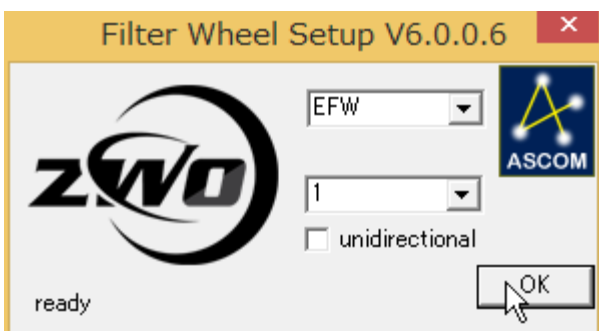 Filter Wheel Setup V6.0.0.6
EFW
ASCOM
ZWO
1
unidirectional
OK
ready